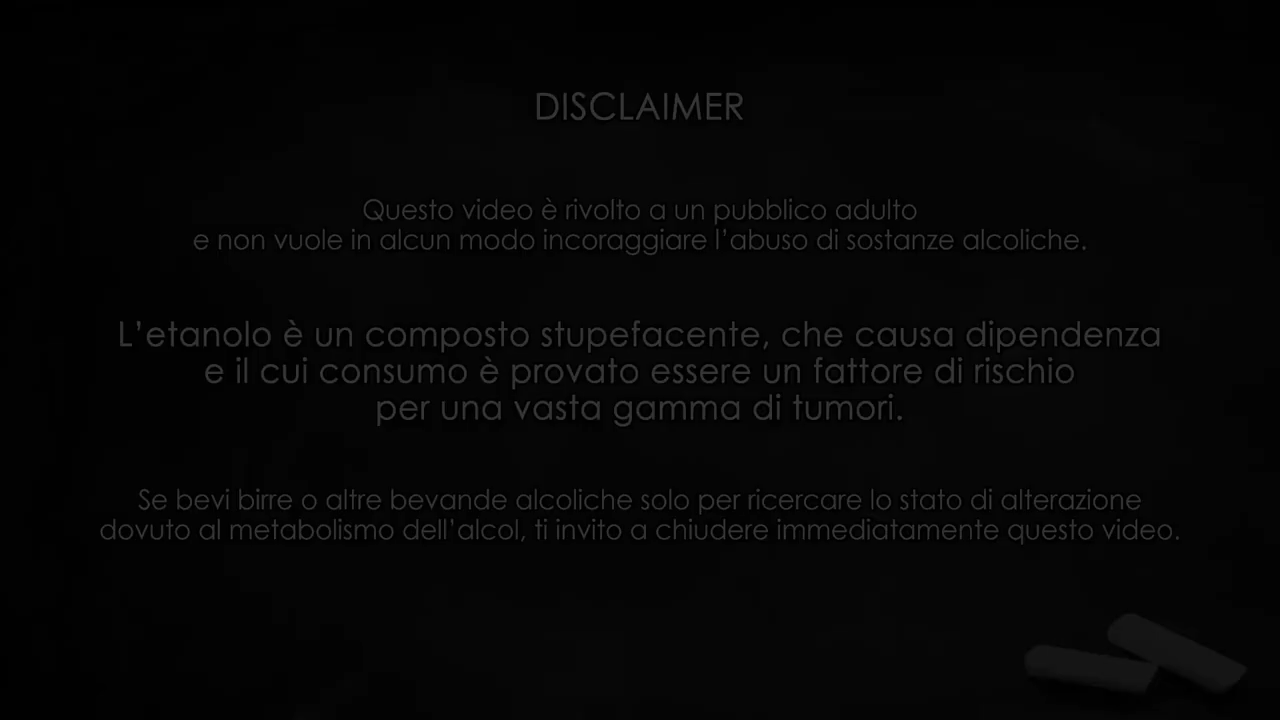 DISCLAIMER
Questo video è rivolto a un pubblico adulto
e non vuole in alcun modo incoraggiare l’abuso di sostanze alcoliche.
L’etanolo è un composto stupefacente, che causa dipendenza
e il cui consumo è provato essere un fattore di rischio
per una vasta gamma di tumori.
Se bevi birre o altre bevande alcoliche solo per ricercare lo stato di alterazione
dovuto al metabolismo dell’alcol, ti invito a chiudere immediatamente questo video.